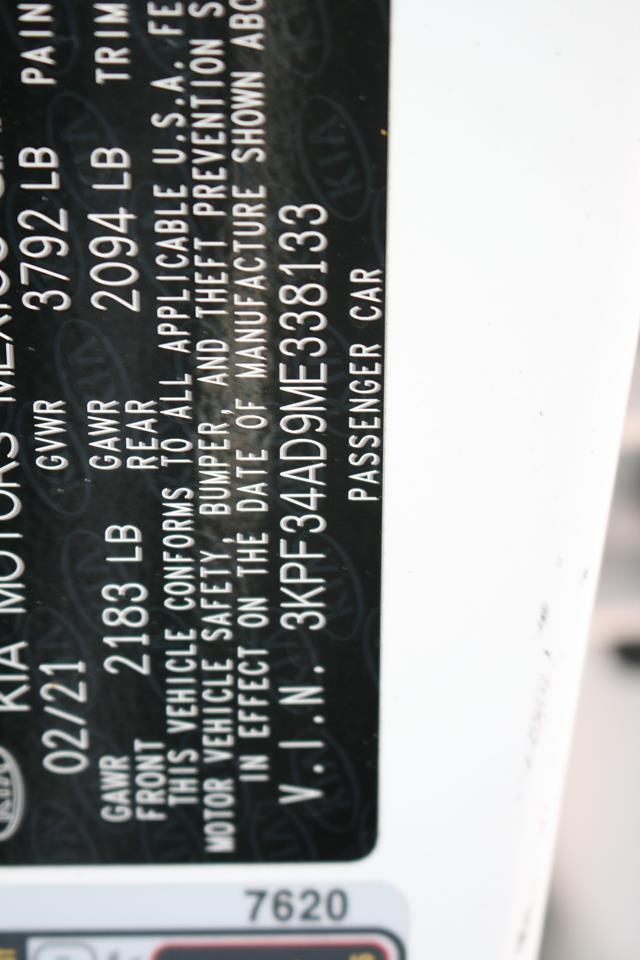 KIA MOTORS MEXICO
02/21 GVWR 3792 LB PAIN
GAWR FRONT 2183 LB GAWR REAR 2094 LB TRIM
THIS VEHICLE CONFORMS TO ALL APPLICABLE U.S.A. FE
MOTOR VEHICLE SAFETY, BUMPER, AND THEFT PREVENTION S
IN EFFECT ON THE DATE OF MANUFACTURE SHOWN ABO
V.I.N. 3KPF34AD9ME338133
PASSENGER CAR
7620